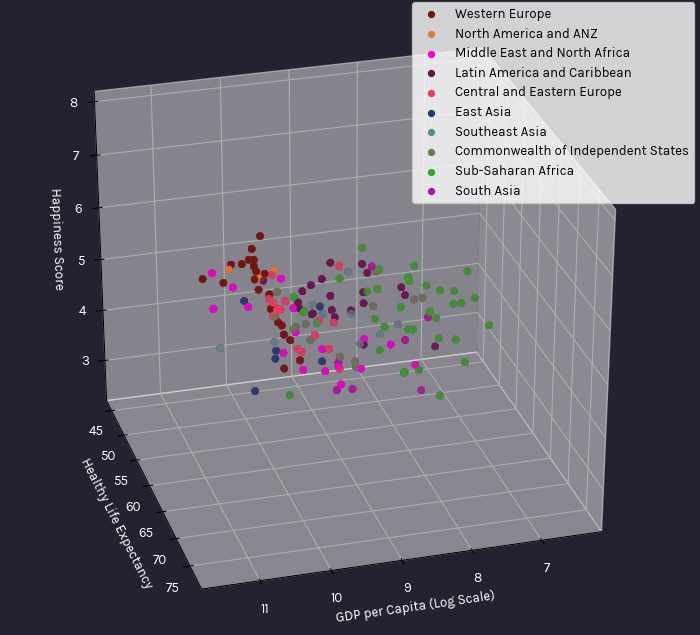 Western Europe
North America and ANZ
Middle East and North Africa
Latin America and Caribbean
Central and Eastern Europe
East Asia
Southeast Asia
Commonwealth of Independent States
Sub-Saharan Africa
South Asia
8
7
6
5
4
3
Happiness Score
45
50
55
60
65
70
75
Healthy Life Expectancy
11
10
9
8
7
GDP per Capita (Log Scale)